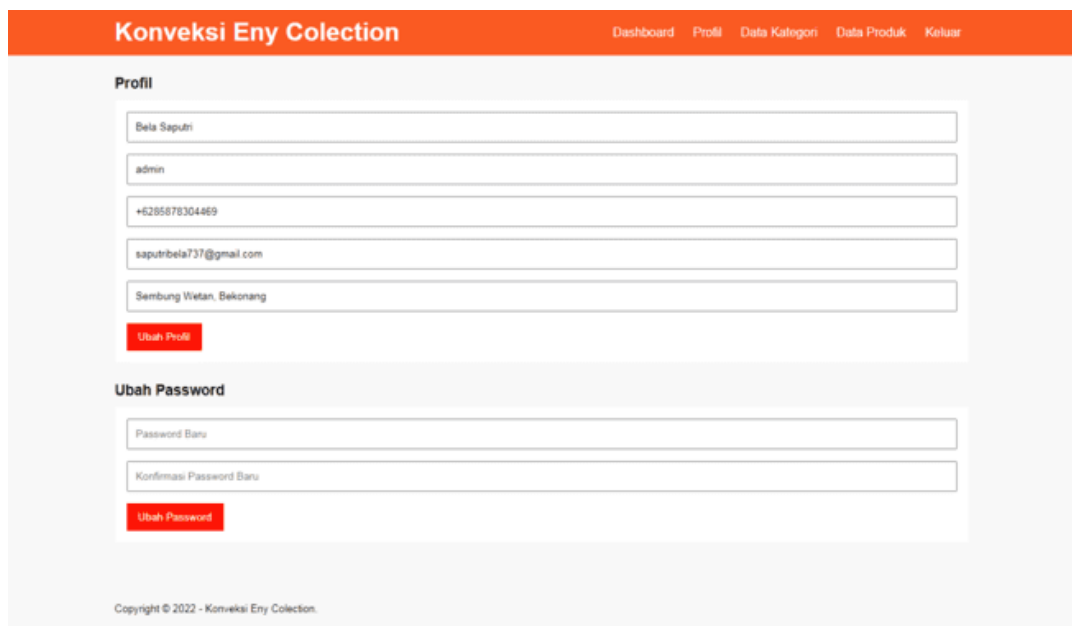 Konveksi Eny Colection
Dashboard Profil Data Kategori Data Produk Keluar
Profil
Bela Saputri
admin
+6285878304469
saputribela737@gmail.com
Sembung Wetan, Bekonang
Ubah Profil
Ubah Password
Password Baru
Konfirmasi Password Baru
Ubah Password
Copyright © 2022 - Konveksi Eny Colection.